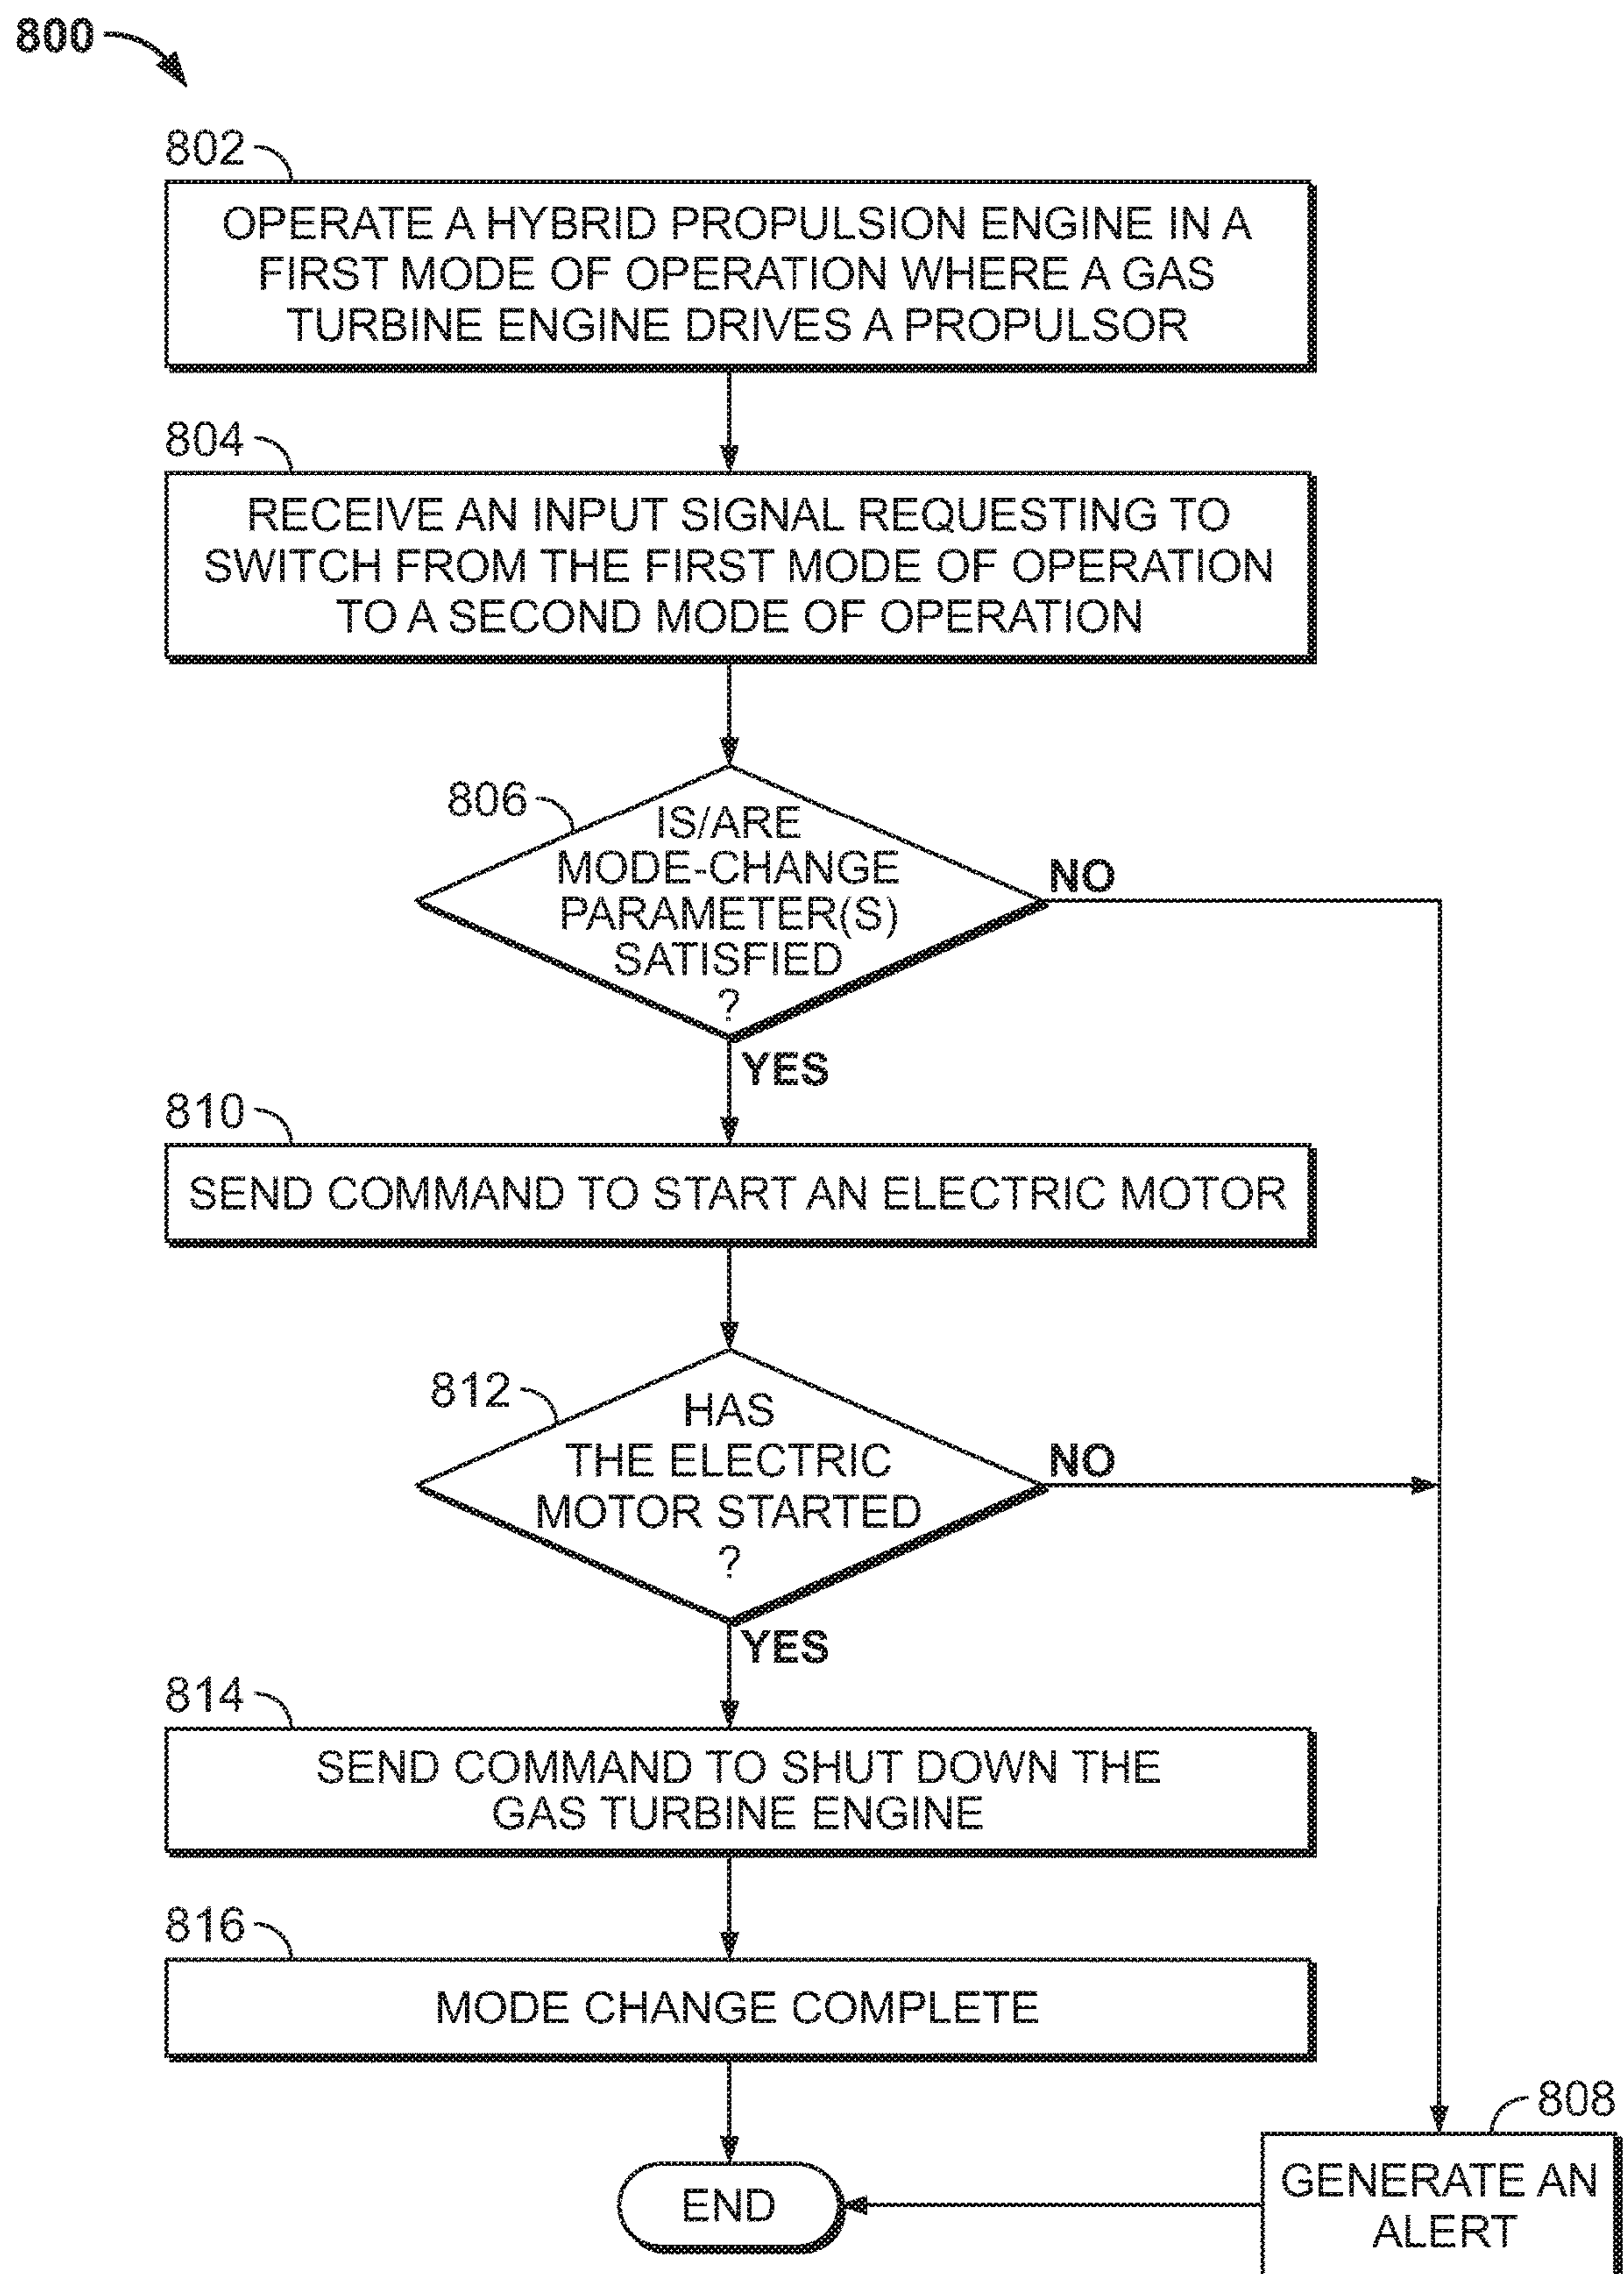 800
802
OPERATE A HYBRID PROPULSION ENGINE IN A
FIRST MODE OF OPERATION WHERE A GAS
TURBINE ENGINE DRIVES A PROPULSOR
804
RECEIVE AN INPUT SIGNAL REQUESTING TO
SWITCH FROM THE FIRST MODE OF OPERATION
TO A SECOND MODE OF OPERATION
806
IS/ARE
MODE-CHANGE
PARAMETER(S)
SATISFIED
?
NO
YES
810
SEND COMMAND TO START AN ELECTRIC MOTOR
812
HAS
THE ELECTRIC
MOTOR STARTED
?
NO
YES
814
SEND COMMAND TO SHUT DOWN THE
GAS TURBINE ENGINE
816
MODE CHANGE COMPLETE
808
GENERATE AN
ALERT
END